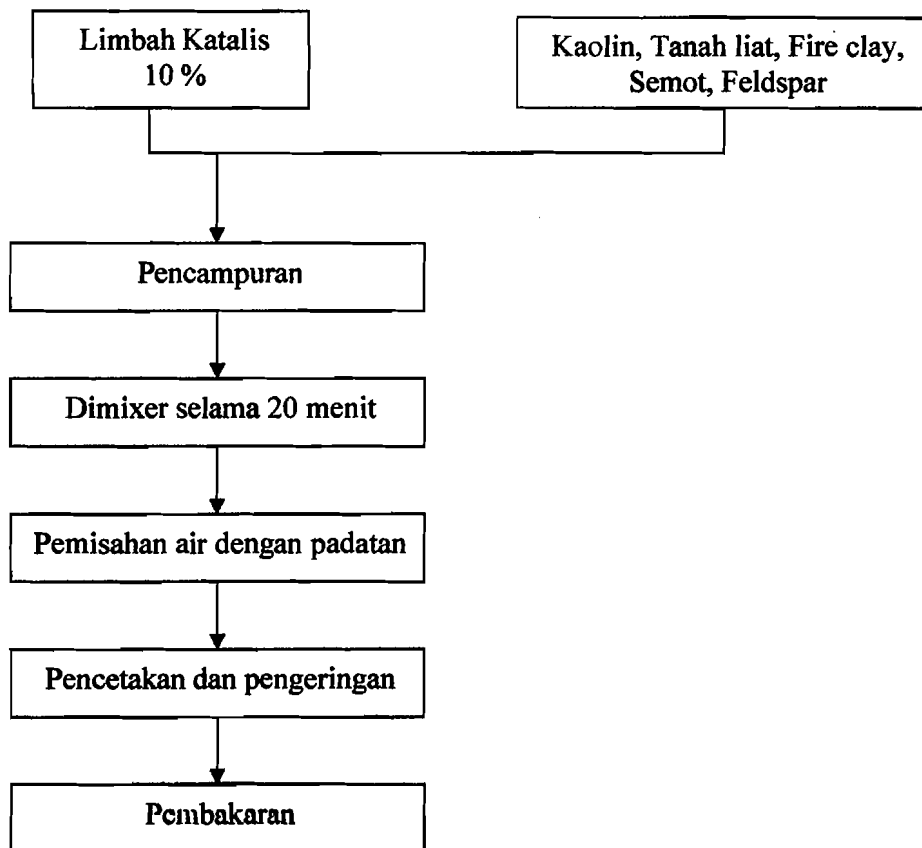 Limbah Katalis
10 %
Kaolin, Tanah liat, Fire clay,
Semot, Feldspar
Pencampuran
Dimixer selama 20 menit
Pemisahan air dengan padatan
Pencetakan dan pengeringan
Pembakaran